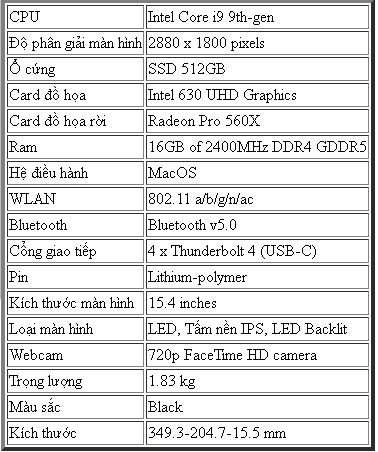 CPU Intel Core i9 9th-gen
Độ phân giải màn hình 2880 x 1800 pixels
Ổ cứng SSD 512GB
Card đồ họa Intel 630 UHD Graphics
Card đồ họa rời Radeon Pro 560X
Ram 16GB of 2400MHz DDR4 GDDR5
Hệ điều hành MacOS
WLAN 802.11 a/b/g/n/ac
Bluetooth Bluetooth v5.0
Cổng giao tiếp 4 x Thunderbolt 4 (USB-C)
Pin Lithium-polymer
Kích thước màn hình 15.4 inches
Loại màn hình LED, Tấm nền IPS, LED Backlit
Webcam 720p FaceTime HD camera
Trọng lượng 1.83 kg
Màu sắc Black
Kích thước 349.3-204.7-15.5 mm